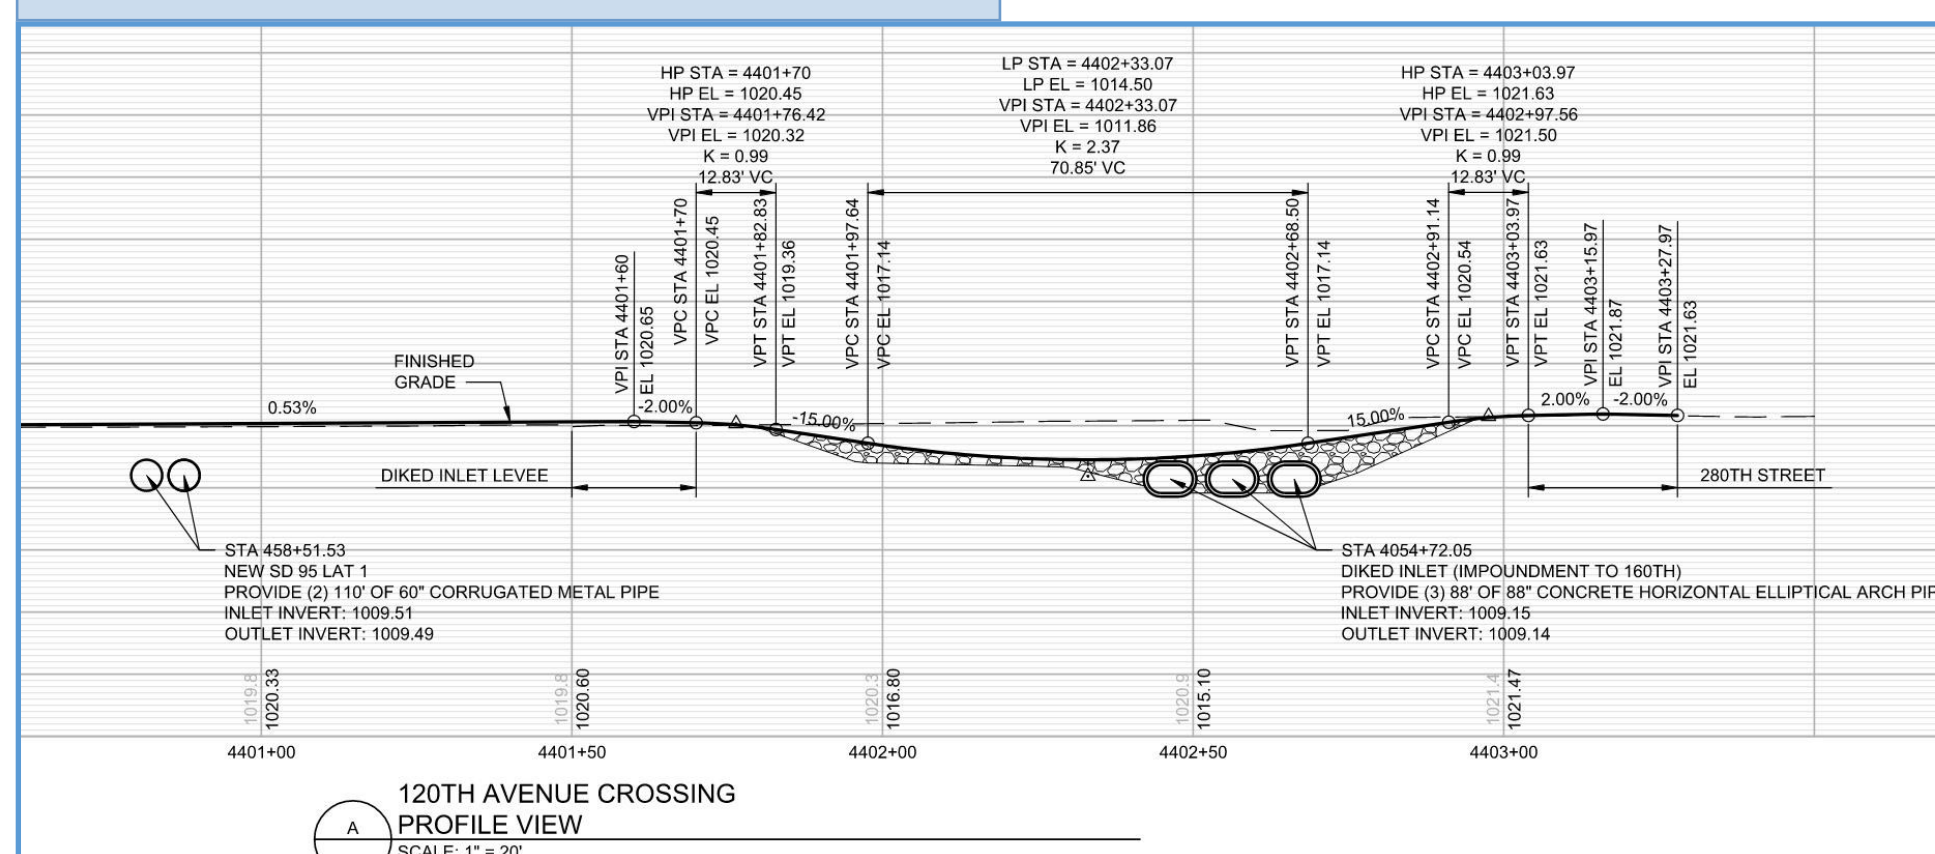 HP STA = 4401+70
HP EL = 1020.45
VPI STA = 4401+76.42
VPI EL = 1020.32
K = 0.99
12.83' VC
LP STA = 4402+33.07
LP EL = 1014.50
VPI STA = 4402+33.07
VPI EL = 1011.86
K = 2.37
70.85' VC
HP STA = 4403+03.97
HP EL = 1021.63
VPI STA = 4402+97.56
VPI EL = 1021.50
K = 0.99
12.83' VC
VPI STA 4401+60
EL 1020.65
VPC STA 4401+70
VPC EL 1020.45
VPT STA 4401+82.83
VPT EL 1019.36
VPC STA 4401+97.64
VPC EL 1017.14
VPT STA 4402+68.50
VPT EL 1017.14
VPC STA 4402+91.14
VPC EL 1020.54
VPT STA 4403+03.97
VPT EL 1021.63
VPI STA 4403+15.97
EL 1021.87
VPI STA 4403+27.97
EL 1021.63
FINISHED
GRADE
0.53%
-2.00%
-15.00%
15.00%
2.00%
-2.00%
DIKED INLET LEVEE
280TH STREET
STA 458+51.53
NEW SD 95 LAT 1
PROVIDE (2) 110' OF 60" CORRUGATED METAL PIPE
INLET INVERT: 1009.51
OUTLET INVERT: 1009.49
STA 4054+72.05
DIKED INLET (IMPOUNDMENT TO 160TH)
PROVIDE (3) 88' OF 88" CONCRETE HORIZONTAL ELLIPTICAL ARCH
INLET INVERT: 1009.15
OUTLET INVERT: 1009.14
1019.8
1020.33
1019.8
1020.60
1020.3
1016.80
1020.9
1015.10
1021.4
1021.47
4401+00
4401+50
4402+00
4402+50
4403+00
120TH AVENUE CROSSING
A
PROFILE VIEW
SCALE: 1" = 20'